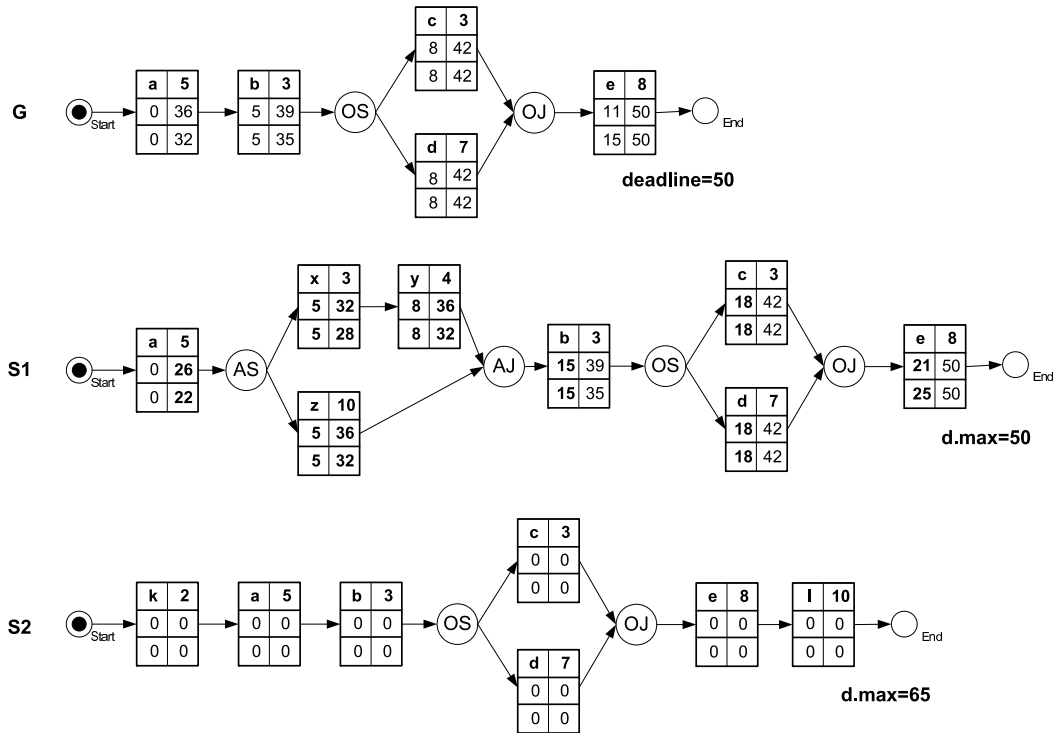 G
Start
a 5
0 36
0 32
b 3
5 39
5 35
OS
c 3
8 42
8 42
d 7
8 42
8 42
OJ
e 8
11 50
15 50
End
deadline=50
S1
Start
a 5
0 26
0 22
AS
x 3
5 32
5 28
y 4
8 36
8 32
z 10
5 36
5 32
AJ
b 3
15 39
15 35
OS
c 3
18 42
18 42
d 7
18 42
18 42
OJ
e 8
21 50
25 50
End
d.max=50
S2
Start
k 2
0 0
0 0
a 5
0 0
0 0
b 3
0 0
0 0
OS
c 3
0 0
0 0
d 7
0 0
0 0
OJ
e 8
0 0
0 0
l 10
0 0
0 0
End
d.max=65